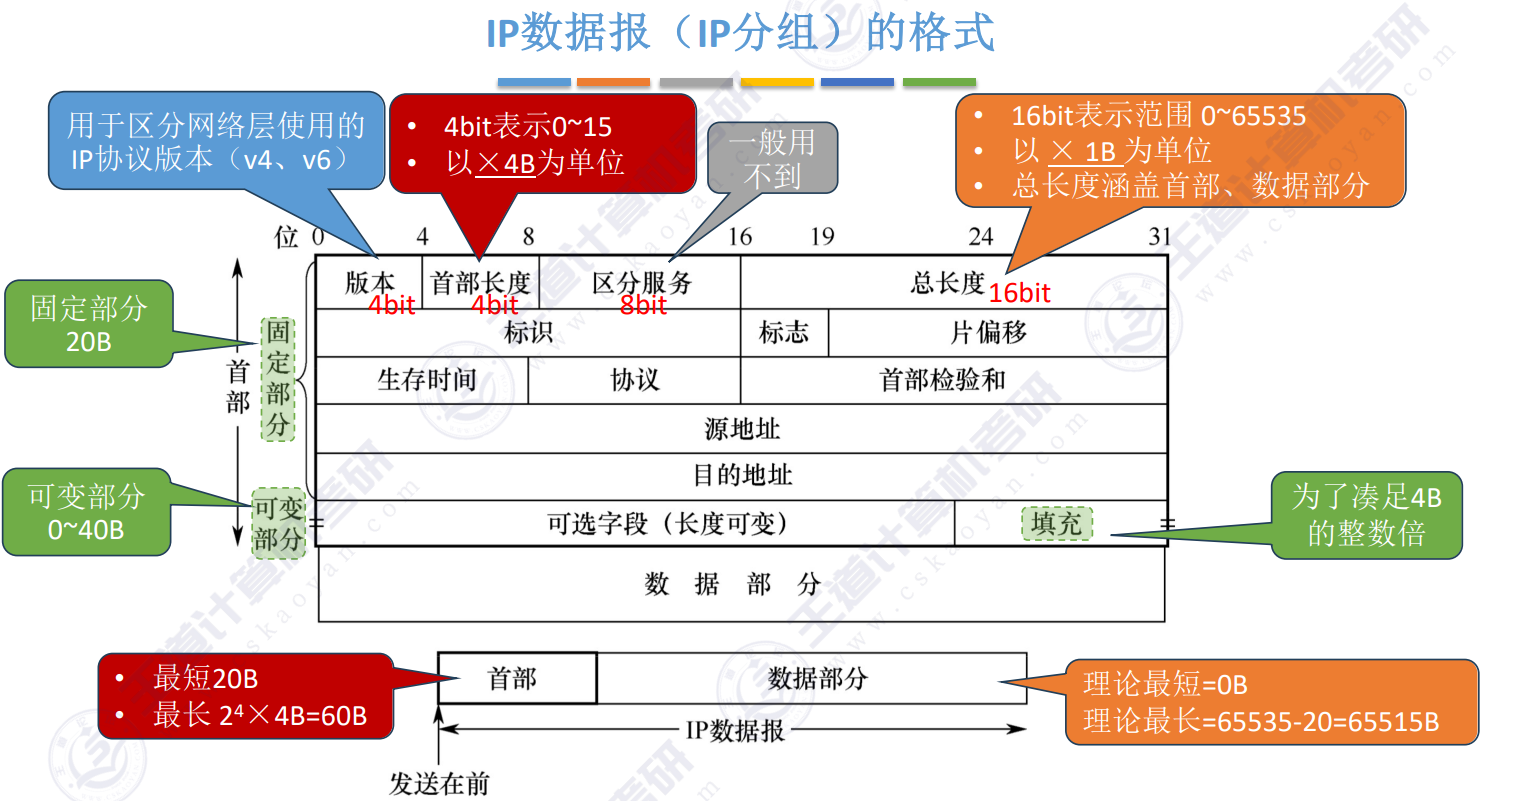 IP数据报（IP分组）的格式
用于区分网络层使用的
IP协议版本（v4、v6）
• 4bit表示0~15
• 以×4B为单位
一般用
不到
• 16bit表示范围 0~65535
• 以 × 1B 为单位
• 总长度涵盖首部、数据部分
位 0 4 8 16 19 24 31
版本 首部长度 区分服务 总长度
4bit 4bit 8bit 16bit
固定部分
20B
首部
固定部分
标识 标志 片偏移
生存时间 协议 首部检验和
源地址
目的地址
可变部分
0~40B
可变
部分
可选字段（长度可变） 填充
为了凑足4B
的整数倍
数 据 部 分
• 最短20B
• 最长 2⁴×4B=60B
首部 数据部分
IP数据报
发送在前
理论最短=0B
理论最长=65535-20=65515B
王道计算机考研
www.cskaoyan.com